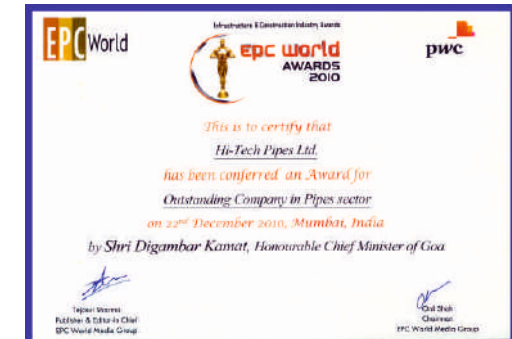 EPC World
Infrastructure & Construction Industry Awards
EPC WORLD
AWARDS
2010
pwc
This is to certify that
Hi-Tech Pipes Ltd.
has been conferred an Award for
Outstanding Company in Pipes sector
on 22nd December 2010, Mumbai, India
by Shri Digambar Kamat, Honourable Chief Minister of Goa
Sharma
Publisher & Editor-in-Chief
EPC World Media Group
Shah
Chairman
EPC World Media Group